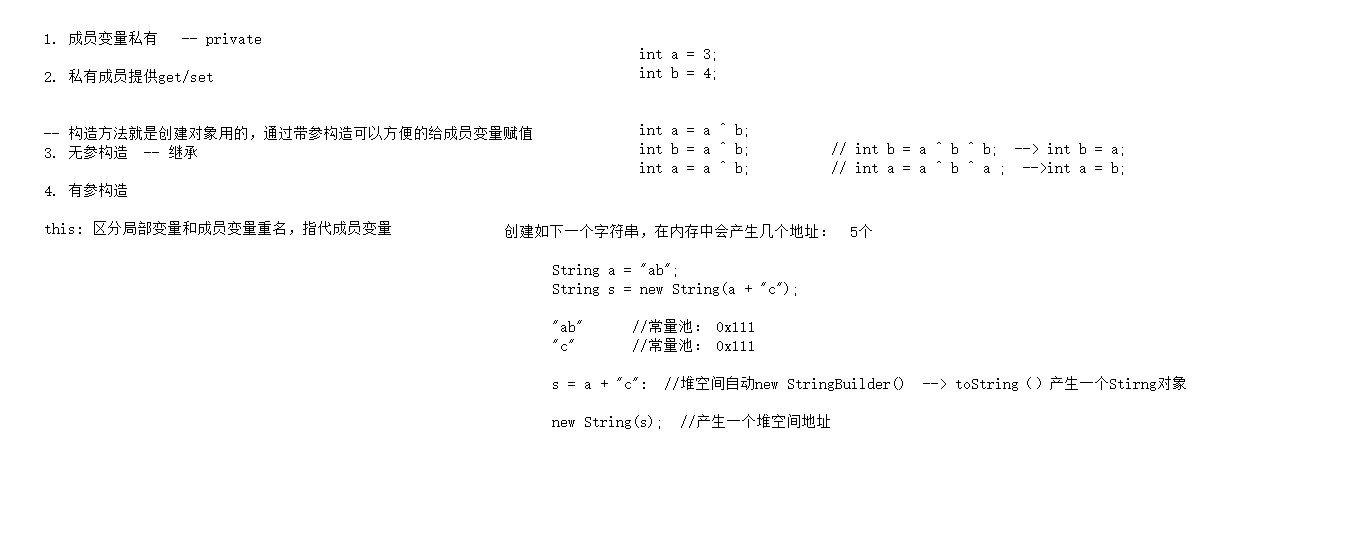 1. 成员变量私有   -- private
2. 私有成员提供get/set
-- 构造方法就是创建对象用的，通过带参构造可以方便的给成员变量赋值
3. 无参构造  -- 继承
4. 有参构造
this: 区分局部变量和成员变量重名，指代成员变量
int a = 3;
int b = 4;
int a = a ^ b;
int b = a ^ b;          // int b = a ^ b ^ b;  --> int b = a;
int a = a ^ b;          // int a = a ^ b ^ a ;  -->int a = b;
创建如下一个字符串，在内存中会产生几个地址：  5个
String a = "ab";
String s = new String(a + "c");
"ab"      //常量池： 0x111
"c"       //常量池： 0x111
s = a + "c":  //堆空间自动new StringBuilder()  --> toString（）产生一个Stirng对象
new String(s);  //产生一个堆空间地址